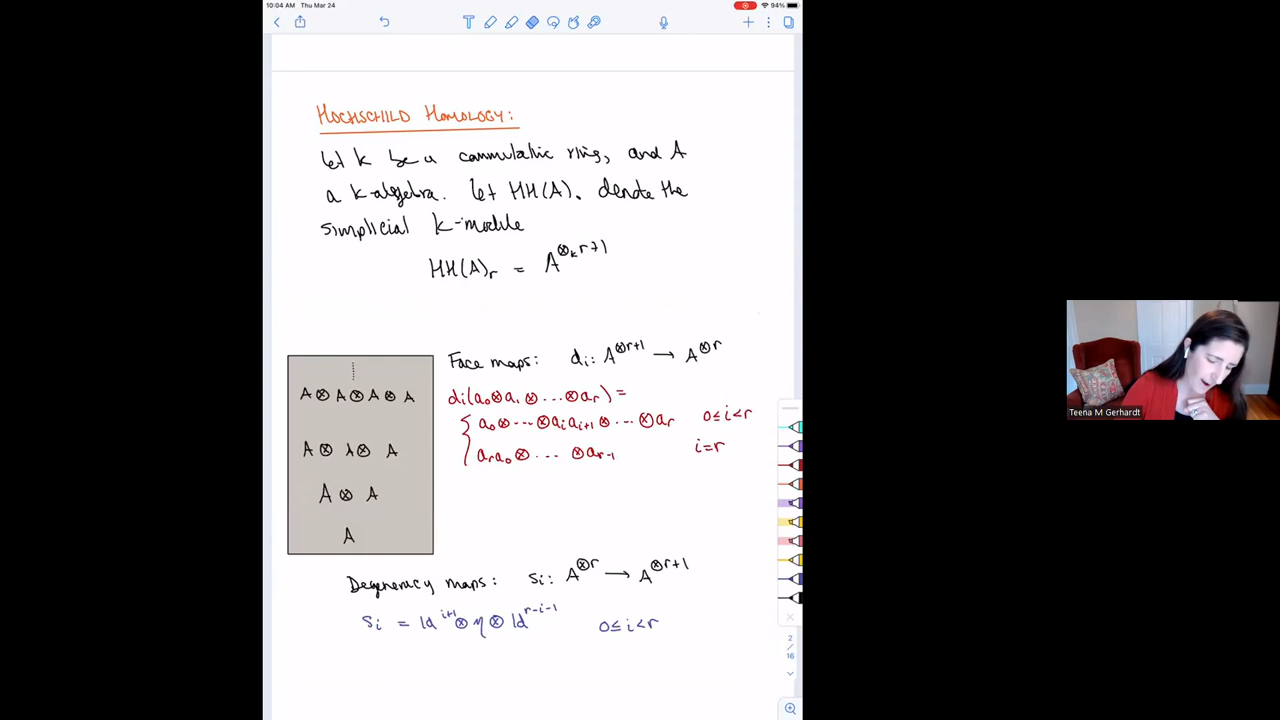 10:04 AM Thu Mar 24
94%
HOCHSCHILD HOMOLOGY:
Let k be a commutative ring, and A
a k-algebra. Let HH(A)• denote the
simplicial k-module
HH(A)ᵣ = A^{⊗ₖ r+1}
Face maps: dᵢ: A^{⊗r+1} → A^{⊗r}
dᵢ(a₀⊗a₁⊗...⊗aᵣ) =
{ a₀⊗...⊗aᵢaᵢ₊₁⊗...⊗aᵣ 0≤i<r
aᵣa₀⊗...⊗aᵣ₋₁ i=r
⋮
A⊗A⊗A⊗A
A⊗A⊗A
A⊗A
A
Degeneracy maps: sᵢ: A^{⊗r} → A^{⊗r+1}
sᵢ = Id^{i+1}⊗η⊗Id^{r-i-1} 0≤i<r
2
/
16
Teena M Gerhardt